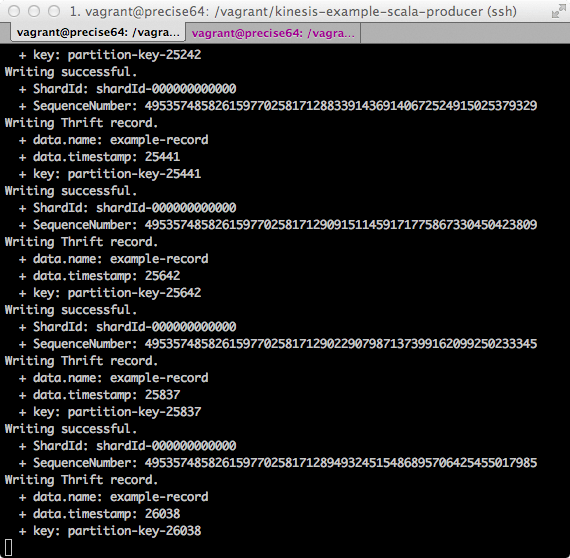 1. vagrant@precise64: /vagrant/kinesis-example-scala-producer (ssh)
vagrant@precise64: /vagra... vagrant@precise64: /vagra...
+ key: partition-key-25242
Writing successful.
+ ShardId: shardId-000000000000
+ SequenceNumber: 49535748582615977025817128833914369140672524915025379329
Writing Thrift record.
+ data.name: example-record
+ data.timestamp: 25441
+ key: partition-key-25441
Writing successful.
+ ShardId: shardId-000000000000
+ SequenceNumber: 49535748582615977025817129091511459171775867330450423809
Writing Thrift record.
+ data.name: example-record
+ data.timestamp: 25642
+ key: partition-key-25642
Writing successful.
+ ShardId: shardId-000000000000
+ SequenceNumber: 49535748582615977025817129022907987137399162099250233345
Writing Thrift record.
+ data.name: example-record
+ data.timestamp: 25837
+ key: partition-key-25837
Writing successful.
+ ShardId: shardId-000000000000
+ SequenceNumber: 49535748582615977025817128949324515486895706425455017985
Writing Thrift record.
+ data.name: example-record
+ data.timestamp: 26038
+ key: partition-key-26038